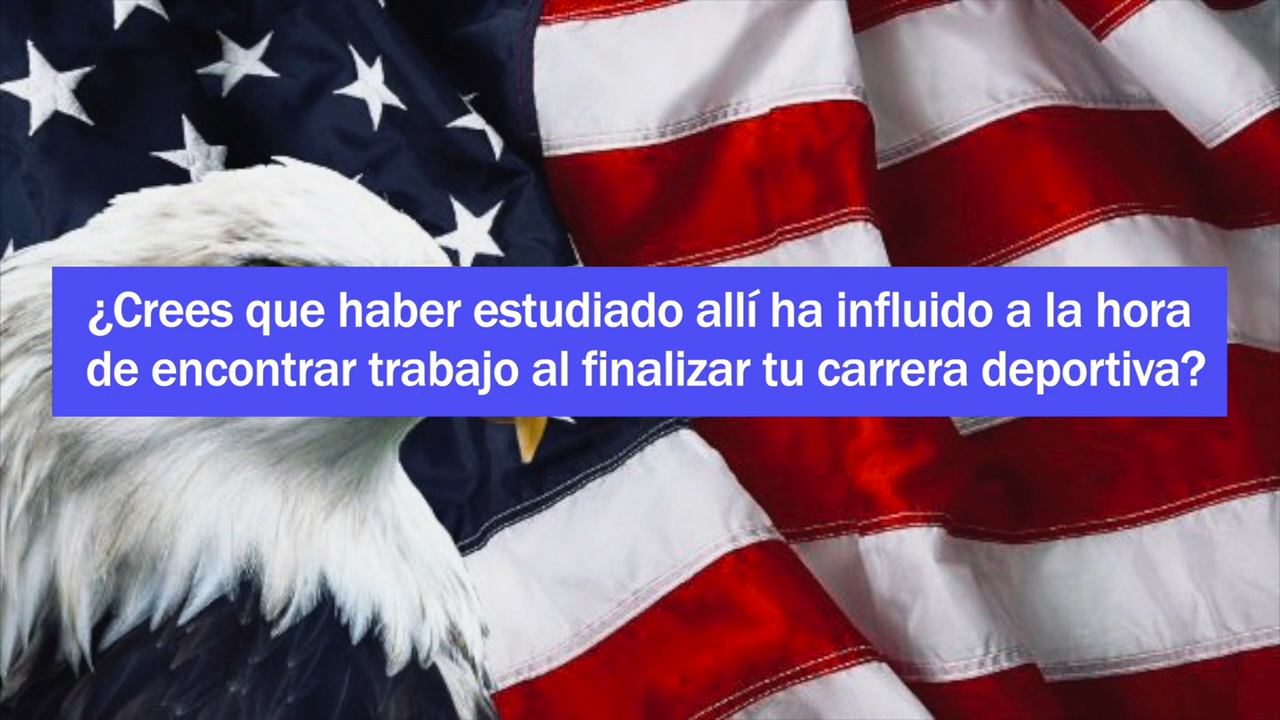 ¿Crees que haber estudiado allí ha influido a la hora
de encontrar trabajo al finalizar tu carrera deportiva?